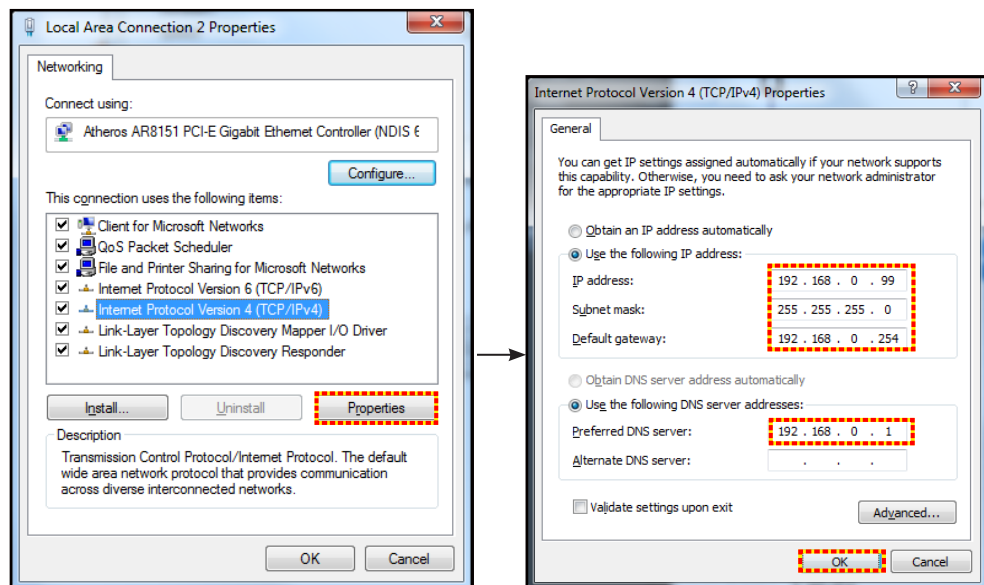 Local Area Connection 2 Properties
Networking
Connect using:
Atheros AR8151 PCI-E Gigabit Ethernet Controller (NDIS 6
Configure...
This connection uses the following items:
Client for Microsoft Networks
QoS Packet Scheduler
File and Printer Sharing for Microsoft Networks
Internet Protocol Version 6 (TCP/IPv6)
Internet Protocol Version 4 (TCP/IPv4)
Link-Layer Topology Discovery Mapper I/O Driver
Link-Layer Topology Discovery Responder
Install...
Uninstall
Properties
Description
Transmission Control Protocol/Internet Protocol. The default
wide area network protocol that provides communication
across diverse interconnected networks.
OK
Cancel
Internet Protocol Version 4 (TCP/IPv4) Properties
General
You can get IP settings assigned automatically if your network supports
this capability. Otherwise, you need to ask your network administrator
for the appropriate IP settings.
Obtain an IP address automatically
Use the following IP address:
IP address: 192 . 168 . 0 . 99
Subnet mask: 255 . 255 . 255 . 0
Default gateway: 192 . 168 . 0 . 254
Obtain DNS server address automatically
Use the following DNS server addresses:
Preferred DNS server: 192 . 168 . 0 . 1
Alternate DNS server: . . .
Validate settings upon exit
Advanced...
OK
Cancel